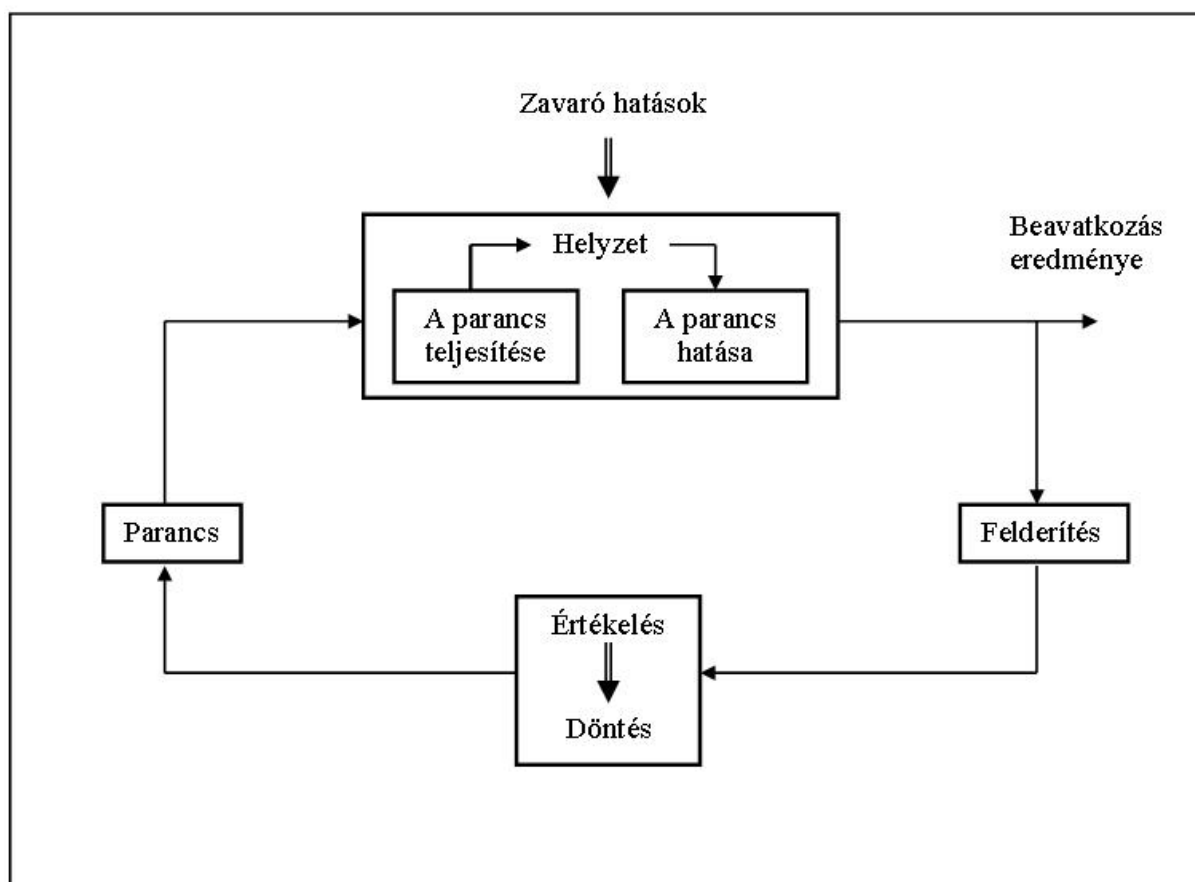 Zavaró hatások
Helyzet
Beavatkozás
eredménye
A parancs
teljesítése
A parancs
hatása
Parancs
Felderítés
Értékelés
Döntés